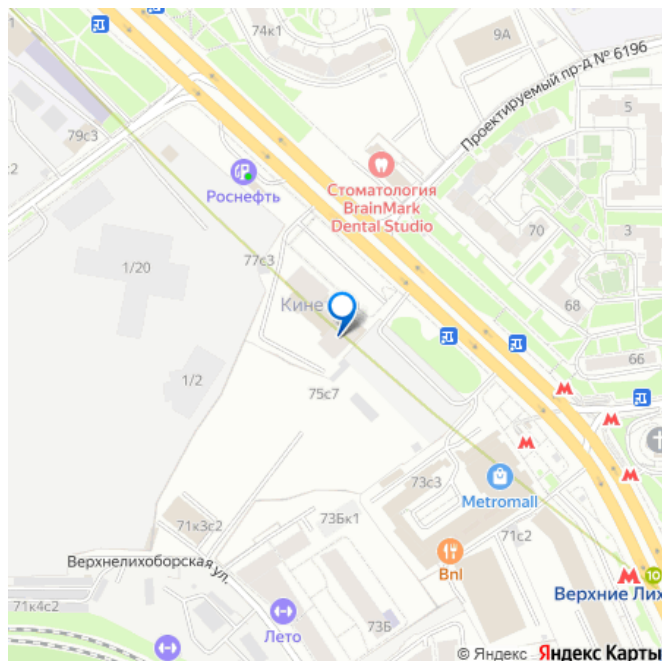 74к1
9А
Проектируемый пр-д № 6196
5
79с3
Роснефть
Стоматология
BrainMark
Dental Studio
70
3
1/20
77с3
68
Кине
66
1/2
75с7
73с3
Metromall
73Бк1
71к3с2
71с2
Верхнелихоборская ул.
Bnl
10
Верхние Лих
71к4с2
Лето
73Б
© Яндекс Яндекс Карты